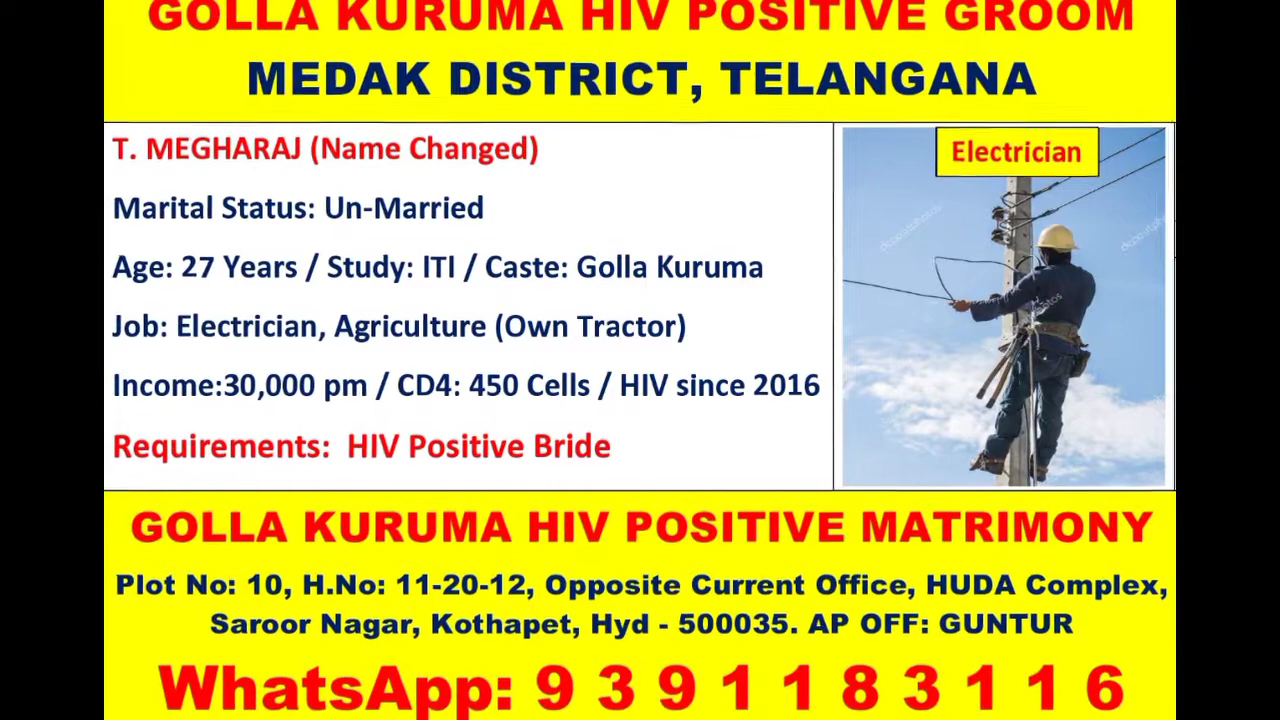 GOLLA KURUMA HIV POSITIVE GROOM
MEDAK DISTRICT, TELANGANA
T. MEGHARAJ (Name Changed)
Marital Status: Un-Married
Age: 27 Years / Study: ITI / Caste: Golla Kuruma
Job: Electrician, Agriculture (Own Tractor)
Income:30,000 pm / CD4: 450 Cells / HIV since 2016
Requirements: HIV Positive Bride
Electrician
depositphotos
GOLLA KURUMA HIV POSITIVE MATRIMONY
Plot No: 10, H.No: 11-20-12, Opposite Current Office, HUDA Complex,
Saroor Nagar, Kothapet, Hyd - 500035. AP OFF: GUNTUR
WhatsApp: 9 3 9 1 1 8 3 1 1 6